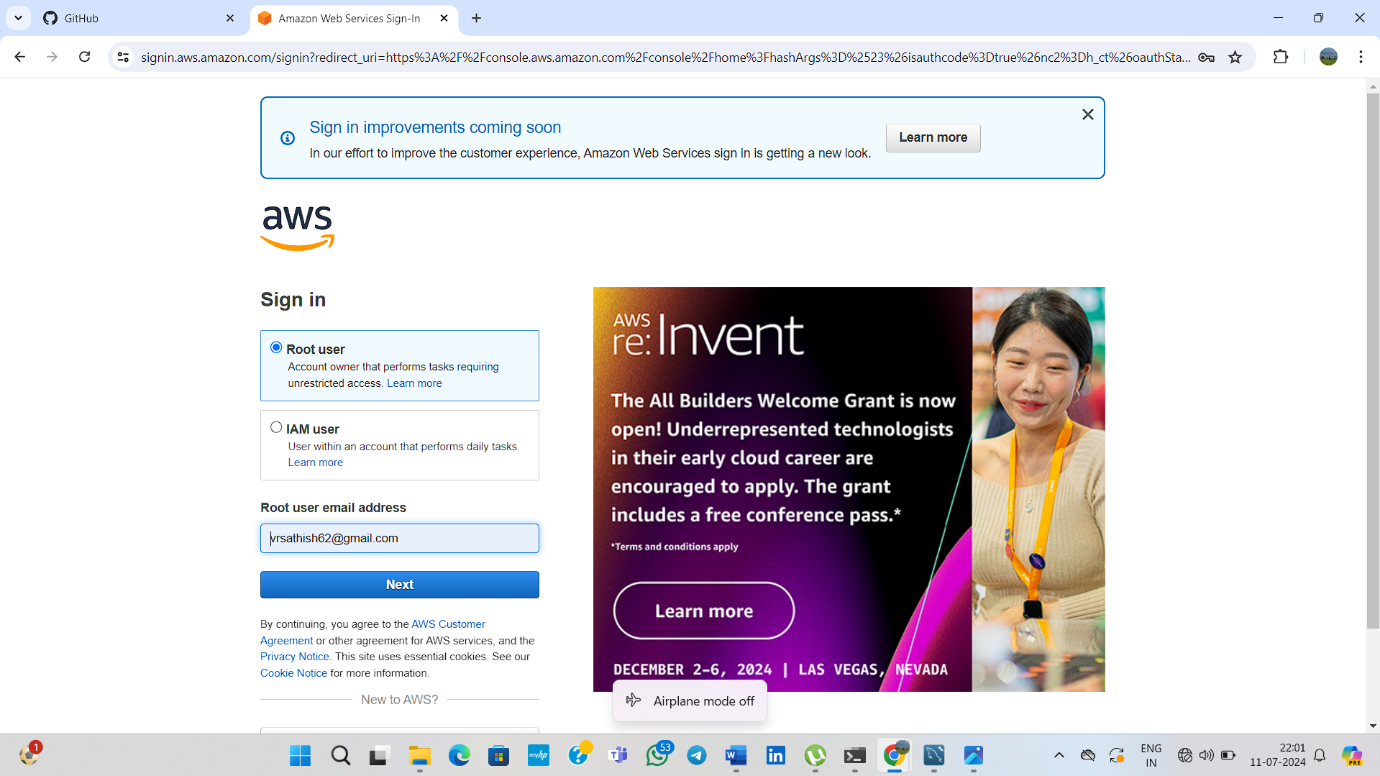 GitHub
Amazon Web Services Sign-In
signin.aws.amazon.com/signin?redirect_uri=https%3A%2F%2Fconsole.aws.amazon.com%2Fconsole%2Fhome%3FhashArgs%3D%2523%26isauthcode%3Dtrue%26nc2%3Dh_ct%26oauthSta...
Sign in improvements coming soon
In our effort to improve the customer experience, Amazon Web Services sign in is getting a new look.
Learn more
aws
Sign in
Root user
Account owner that performs tasks requiring
unrestricted access. Learn more
IAM user
User within an account that performs daily tasks.
Learn more
Root user email address
vrsathish62@gmail.com
Next
By continuing, you agree to the AWS Customer
Agreement or other agreement for AWS services, and the
Privacy Notice. This site uses essential cookies. See our
Cookie Notice for more information.
New to AWS?
AWS
re:Invent
The All Builders Welcome Grant is now
open! Underrepresented technologists
in their early cloud career are
encouraged to apply. The grant
includes a free conference pass.*
*Terms and conditions apply
Learn more
DECEMBER 2-6, 2024 | LAS VEGAS, NEVADA
Airplane mode off
1
myhp
53
ENG
IN
22:01
11-07-2024
PRE